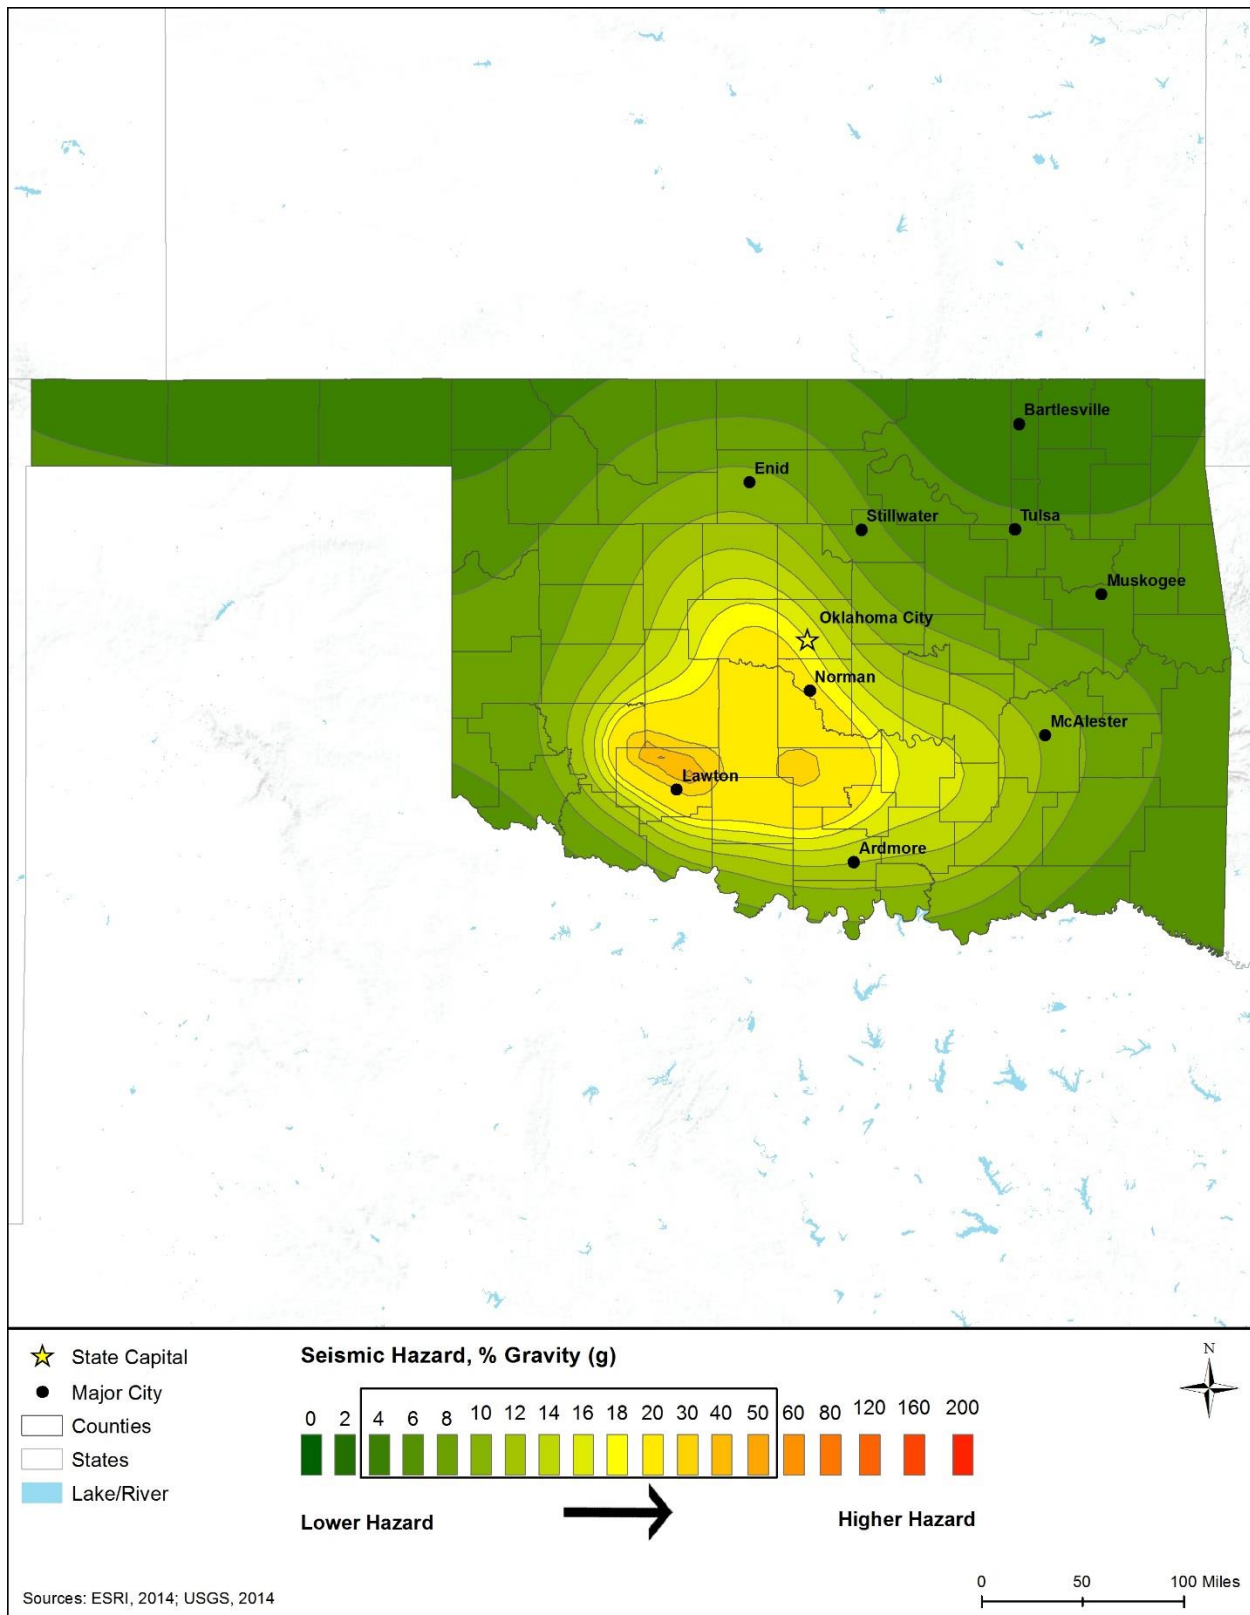 Bartlesville
Enid
Stillwater
Tulsa
Muskogee
Oklahoma City
Norman
McAlester
Lawton
Ardmore
State Capital
Major City
Counties
States
Lake/River
Seismic Hazard, % Gravity (g)
0 2 4 6 8 10 12 14 16 18 20 30 40 50 60 80 120 160 200
Lower Hazard
Higher Hazard
N
Sources: ESRI, 2014; USGS, 2014
0 50 100 Miles